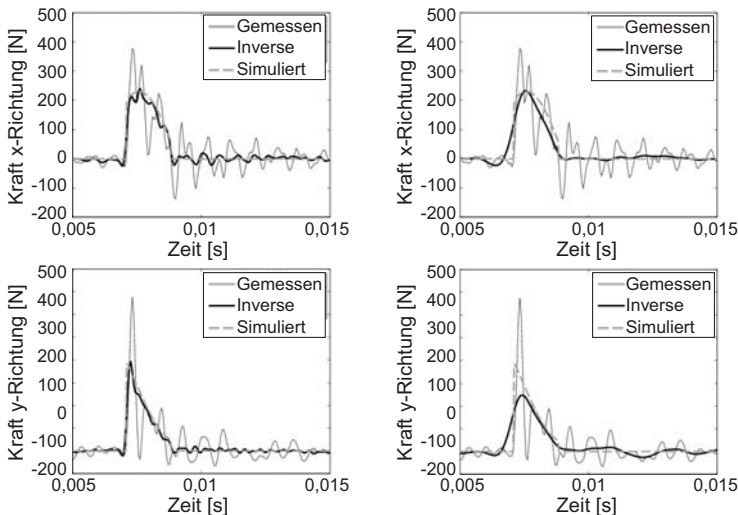 Kraft x-Richtung [N]
500
400
300
200
100
0
-100
-200
Gemessen
Inverse
Simuliert
0,005
0,01
0,015
Zeit [s]
Kraft x-Richtung [N]
500
400
300
200
100
0
-100
-200
Gemessen
Inverse
Simuliert
0,005
0,01
0,015
Zeit [s]
Kraft y-Richtung [N]
500
400
300
200
100
0
-100
-200
Gemessen
Inverse
Simuliert
0,005
0,01
0,015
Zeit [s]
Kraft y-Richtung [N]
500
400
300
200
100
0
-100
-200
Gemessen
Inverse
Simuliert
0,005
0,01
0,015
Zeit [s]